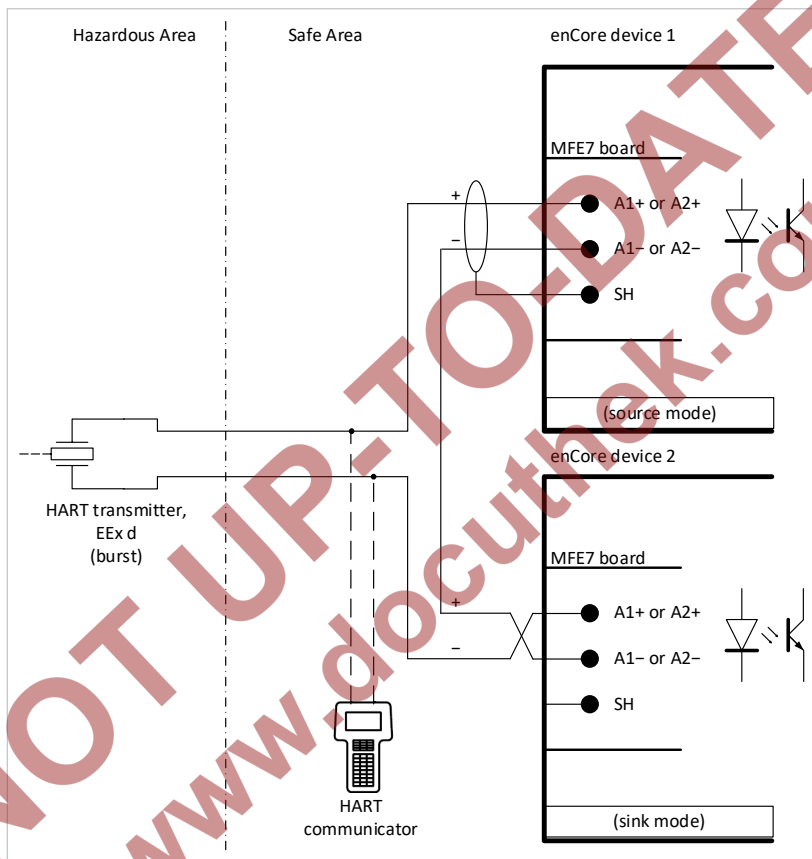 Hazardous Area
Safe Area
enCore device 1
MFE7 board
+
A1+ or A2+
−
A1− or A2−
SH
(source mode)
enCore device 2
HART transmitter,
EEx d
(burst)
MFE7 board
+
A1+ or A2+
−
A1− or A2−
SH
HART
communicator
(sink mode)
NOT UP-TO-DATE
www.docuthek.co